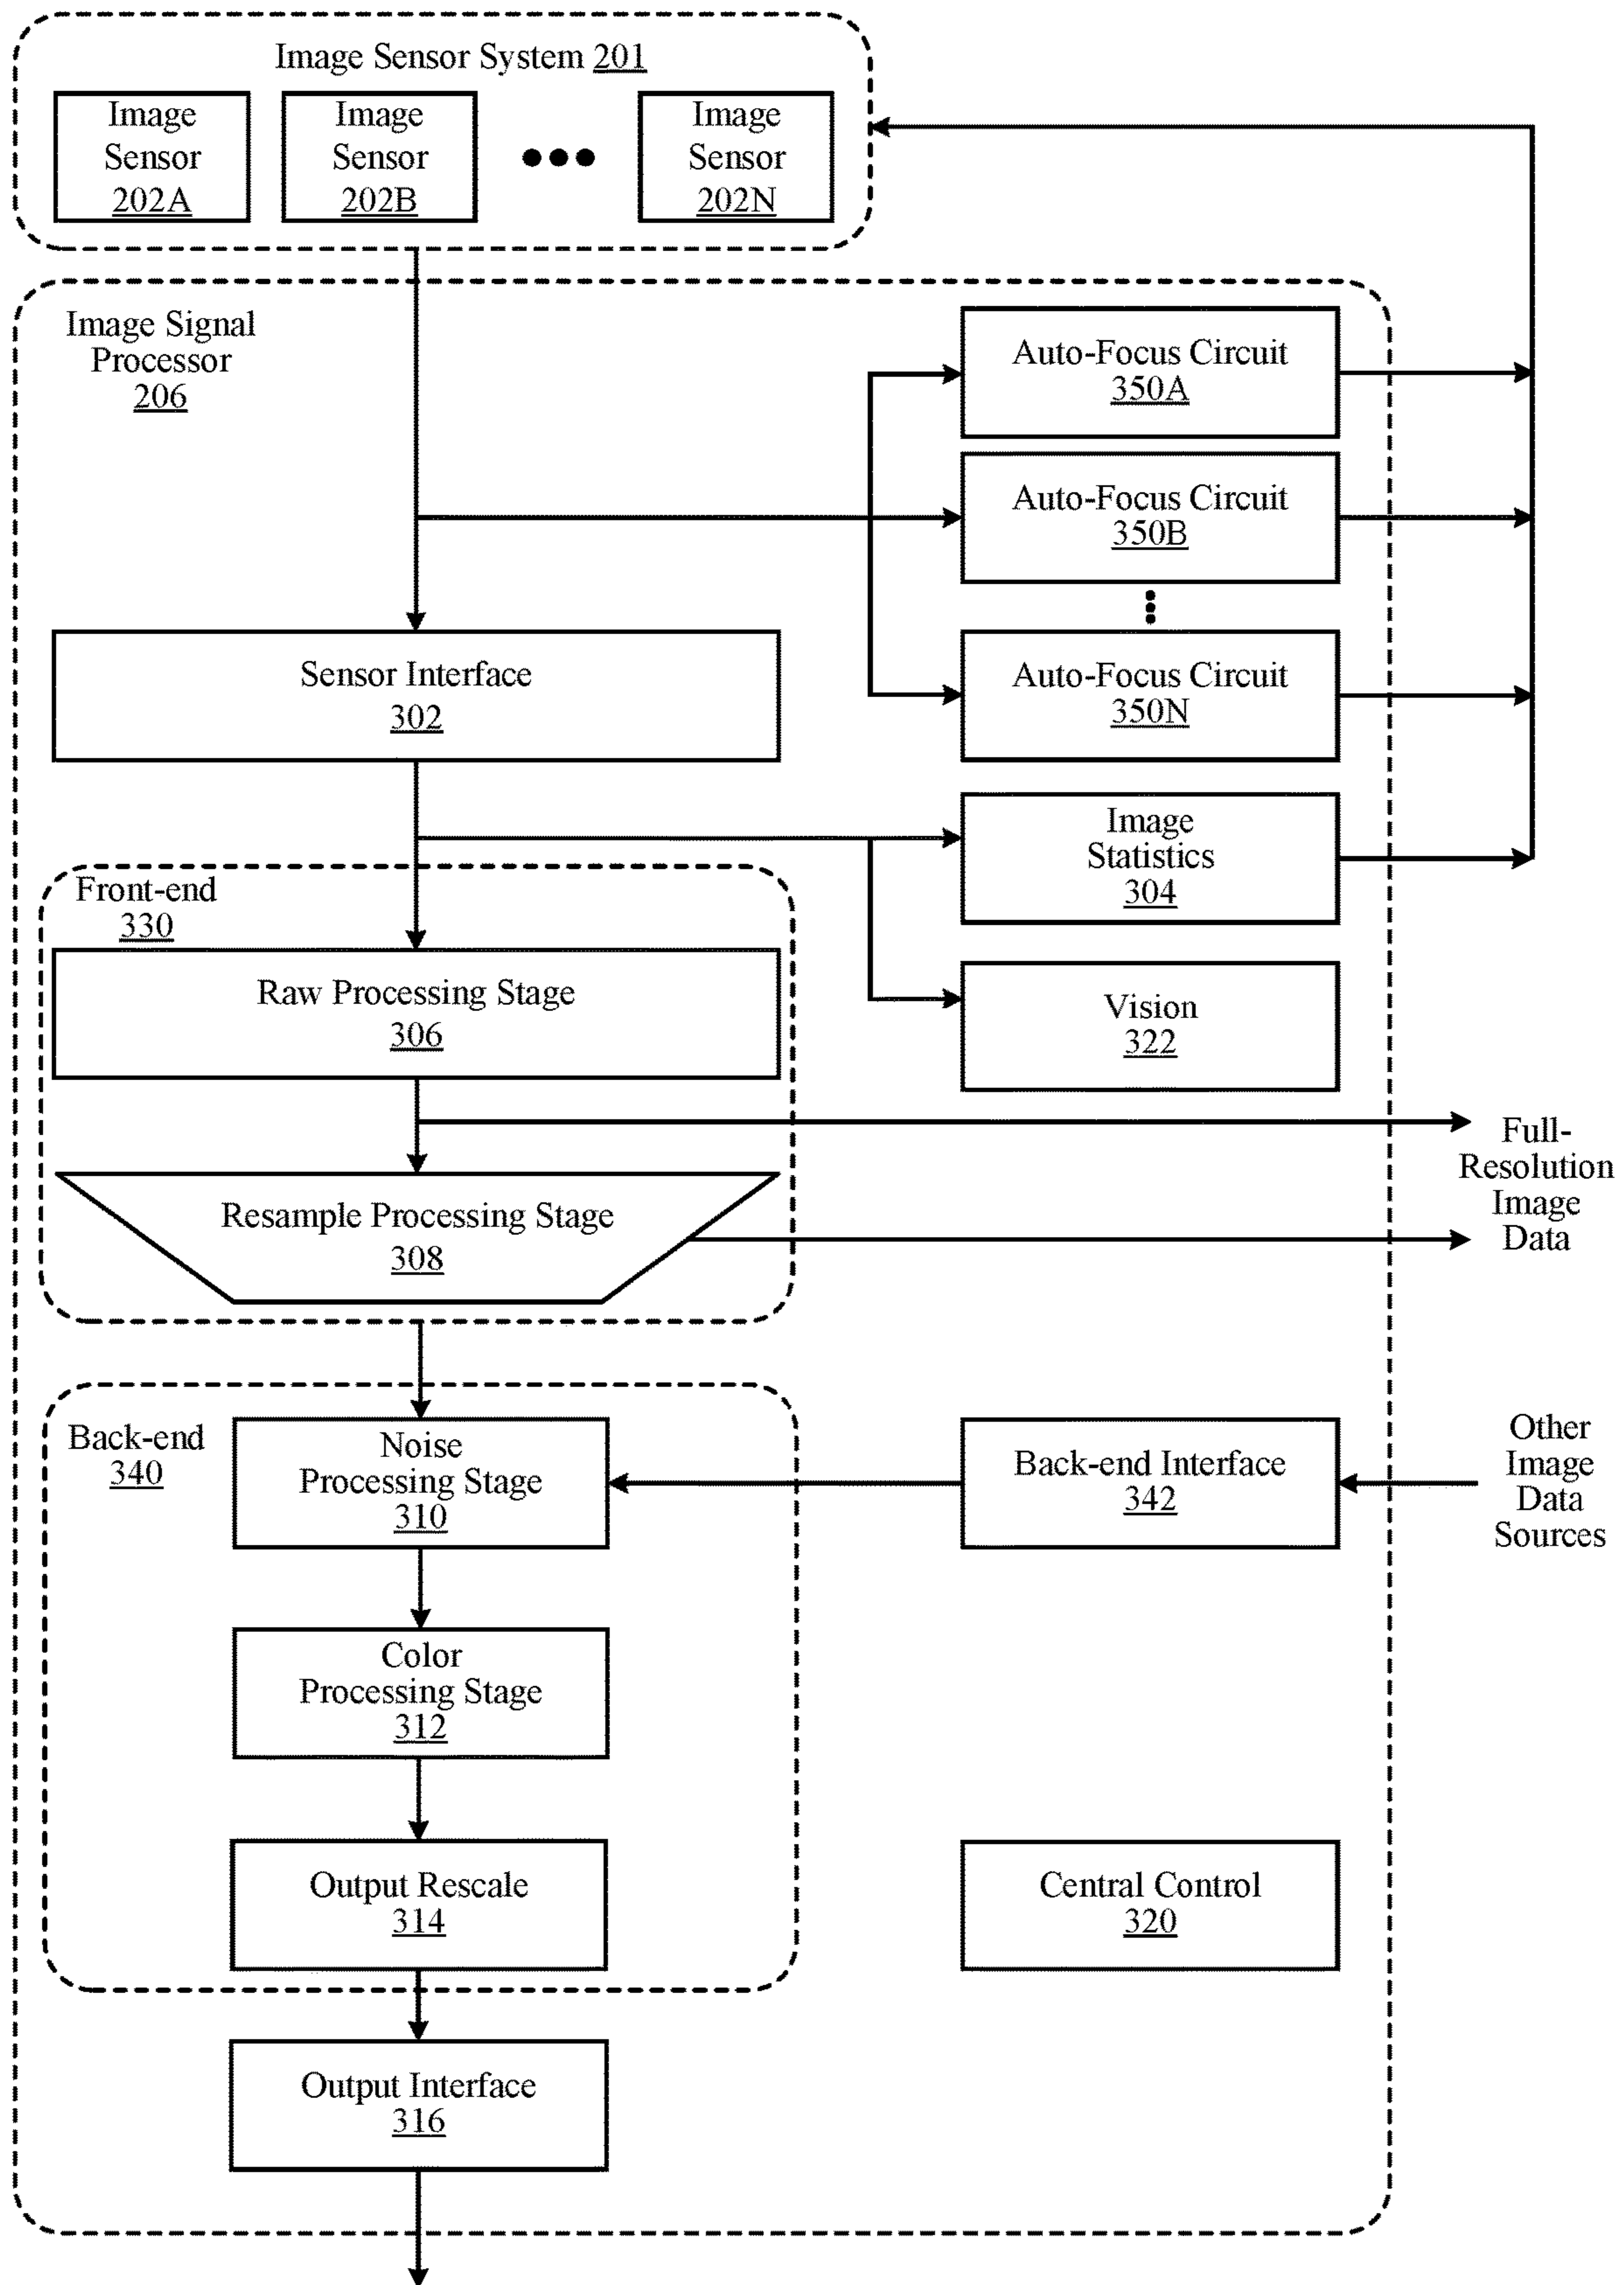 Image Sensor System 201
Image
Sensor
202A
Image
Sensor
202B
Image
Sensor
202N
Image Signal
Processor
206
Auto-Focus Circuit
350A
Auto-Focus Circuit
350B
Auto-Focus Circuit
350N
Sensor Interface
302
Image
Statistics
304
Front-end
330
Raw Processing Stage
306
Vision
322
Full-
Resolution
Image
Data
Resample Processing Stage
308
Back-end
340
Noise
Processing Stage
310
Back-end Interface
342
Other
Image
Data
Sources
Color
Processing Stage
312
Output Rescale
314
Central Control
320
Output Interface
316